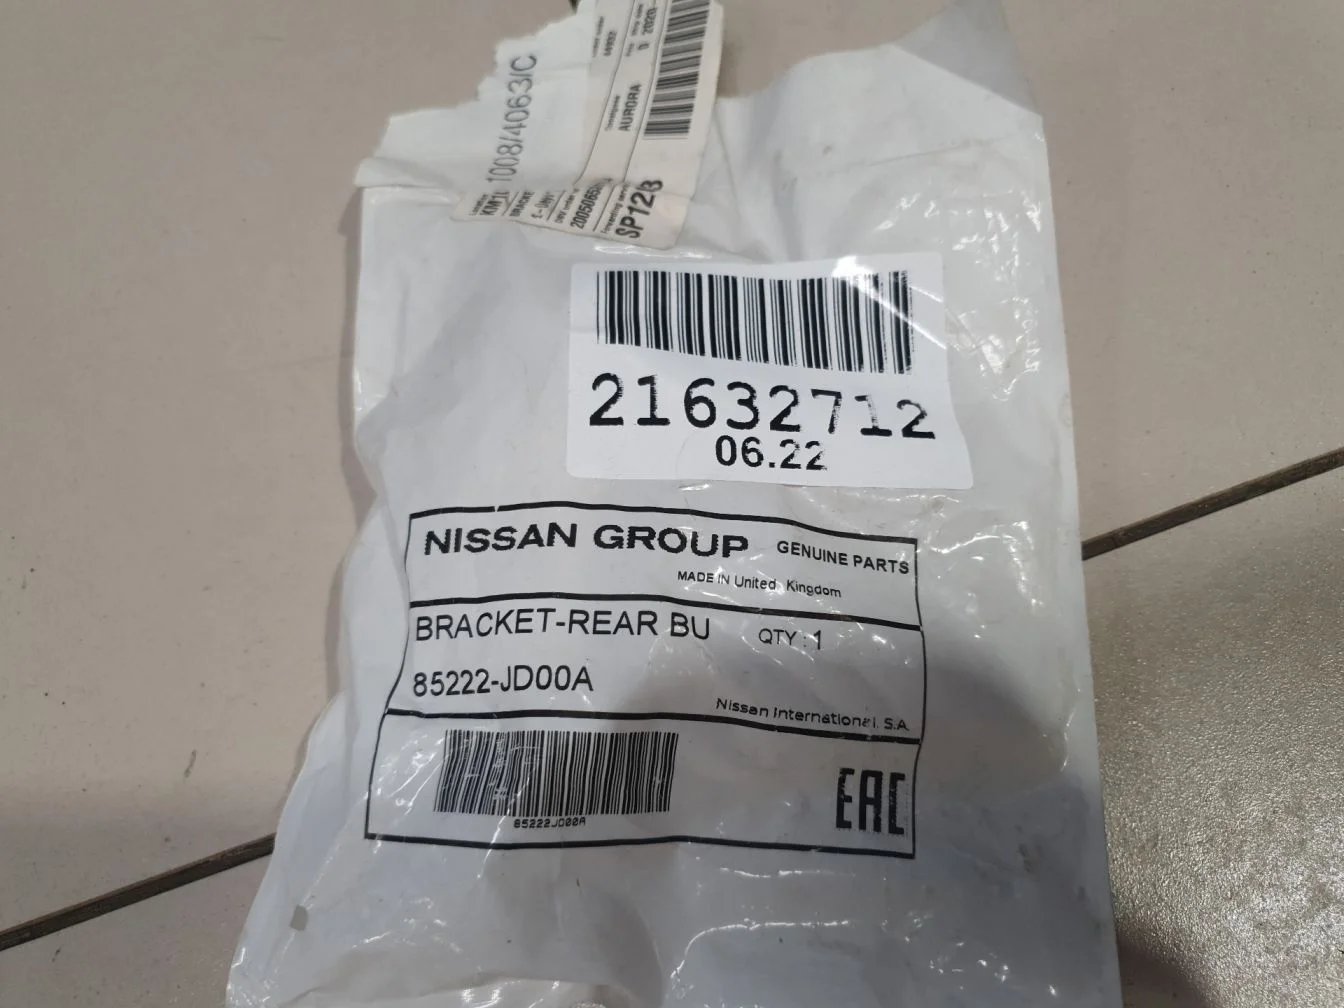 1008/4063/C
AURORA
SP12B
21632712
06.22
NISSAN GROUP GENUINE PARTS
MADE IN United Kingdom
BRACKET-REAR BU QTY : 1
85222-JD00A
Nissan International. S.A.
85222JD00A
EAC